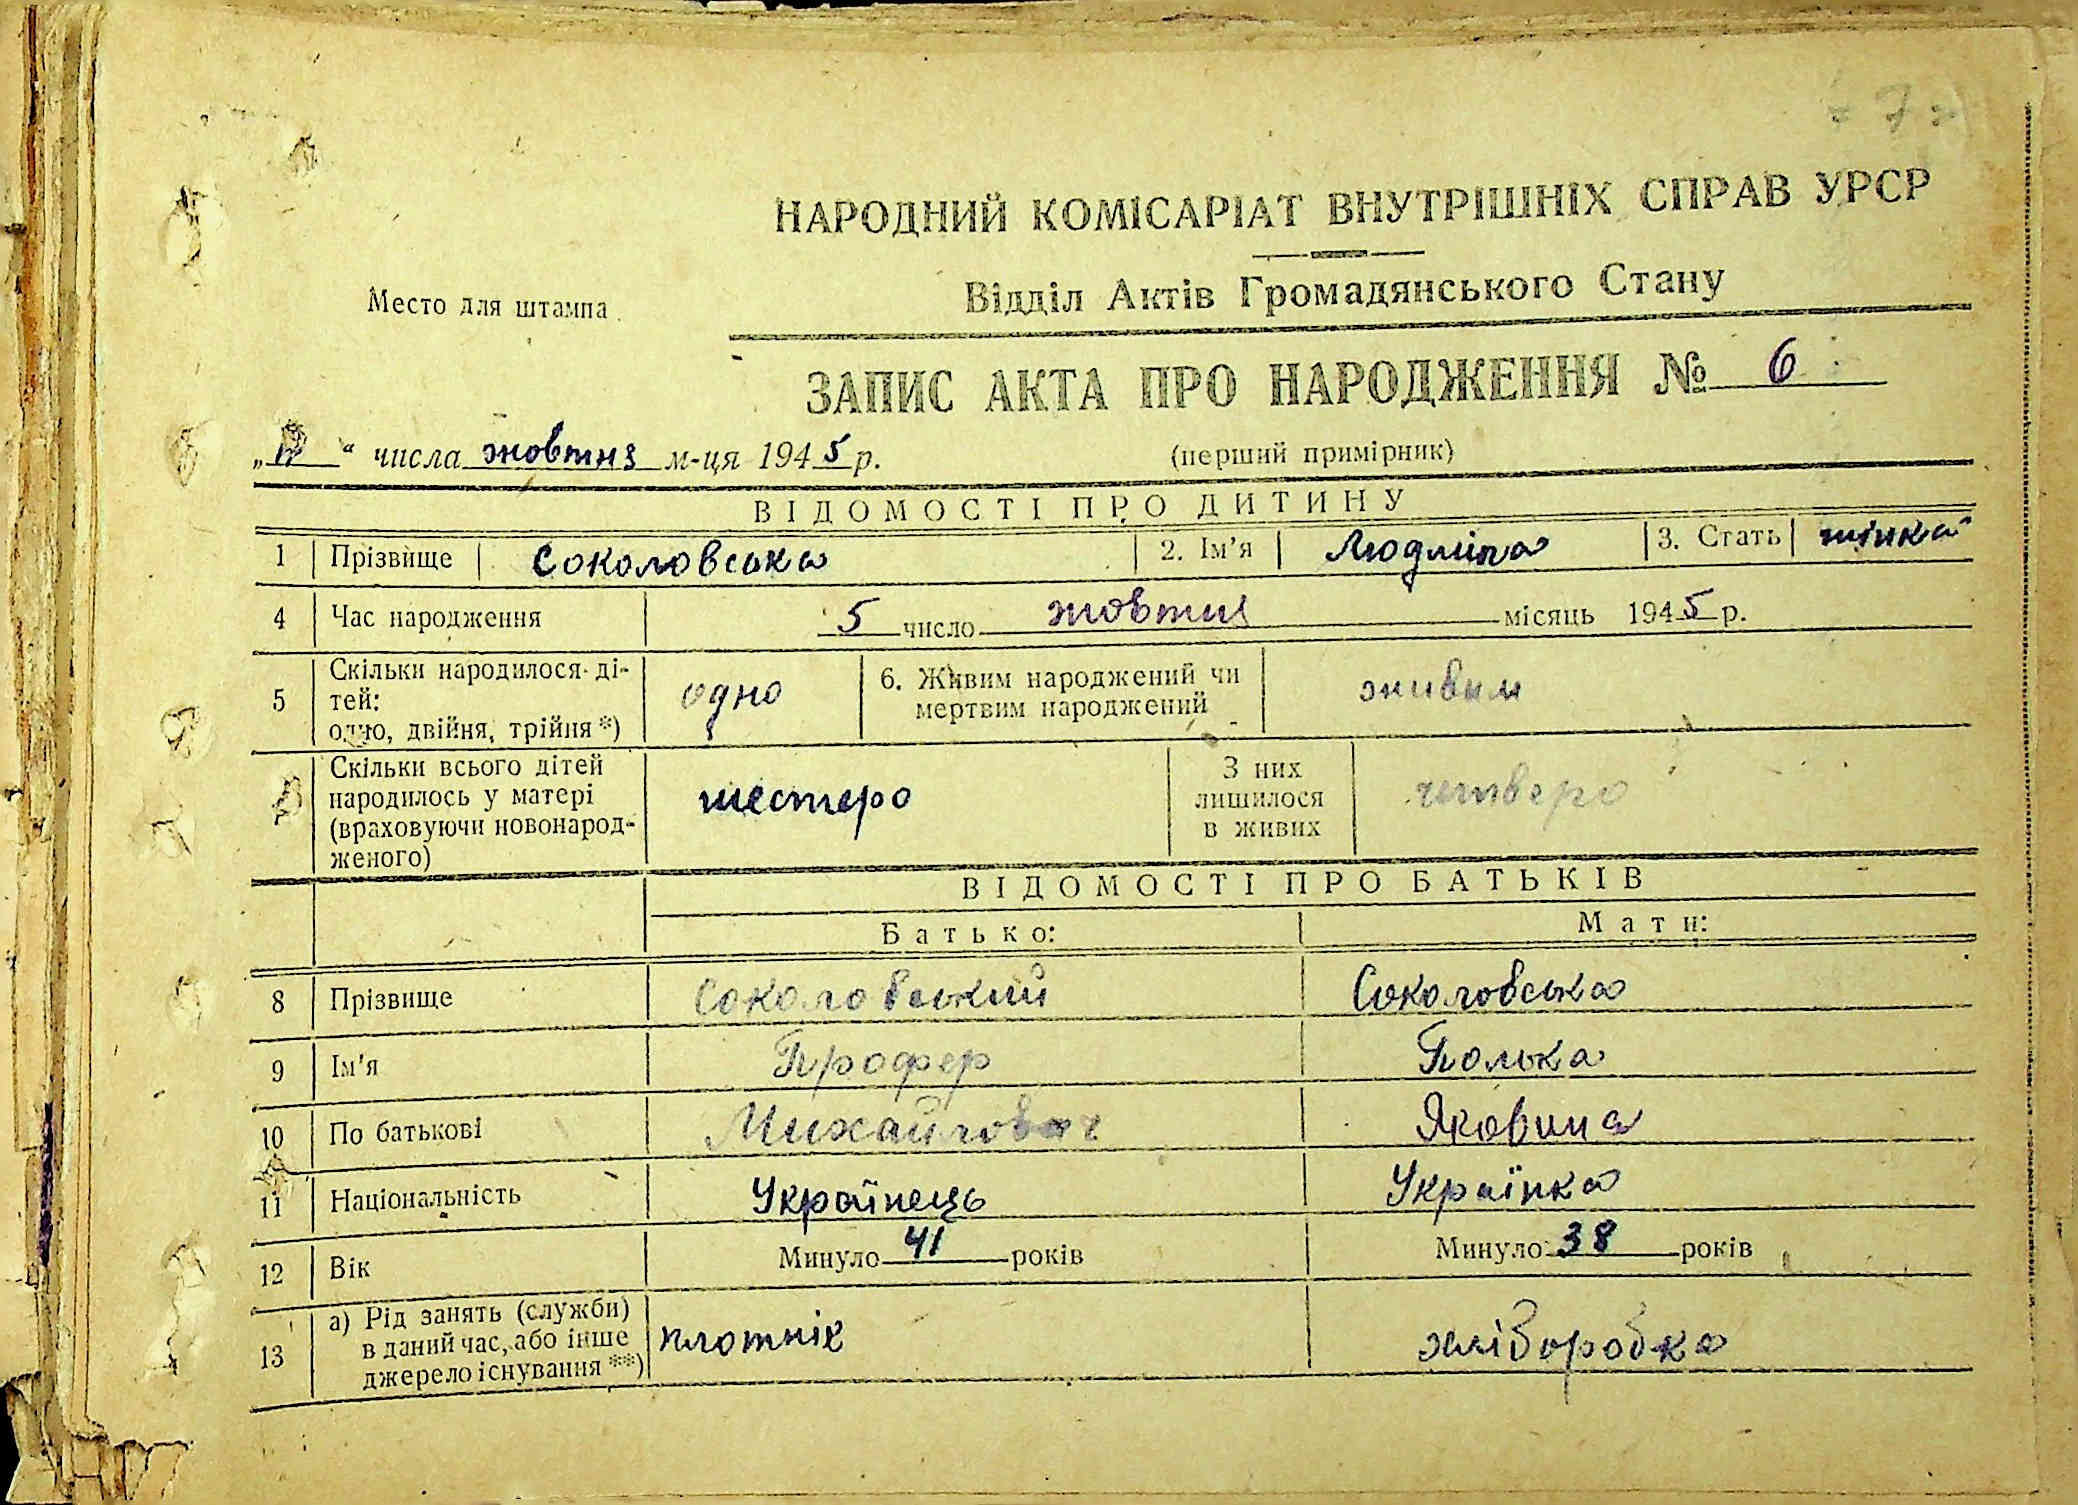 7
НАРОДНИЙ КОМІСАРІАТ ВНУТРІШНІХ СПРАВ УРСР
Место для штампа
Відділ Актів Громадянського Стану
ЗАПИС АКТА ПРО НАРОДЖЕННЯ № 6
„ “ числа жовтня м-ця 1945 р. (перший примірник)
ВІДОМОСТІ ПРО ДИТИНУ
1 Прізвище Соколовська 2. Ім'я Людміла 3. Стать жінка
4 Час народження 5 число жовтня місяць 1945 р.
5 Скільки народилося ді-
тей:
одно, двійня, трійня *)
одно
6. Живим народжений чи
мертвим народжений
живим
Скільки всього дітей
народилось у матері
(враховуючи новонарод-
женого)
шестеро
З них
лишилося
в живих
четверо
ВІДОМОСТІ ПРО БАТЬКІВ
Батько: Мати:
8 Прізвище Соколовський Соколовська
9 Ім'я Профер Полька
10 По батькові Михайлович Яковина
11 Національність Українець Українка
12 Вік Минуло 41 років Минуло 38 років
13 а) Рід занять (служби)
в даний час, або інше
джерело існування **)
плотнік хліборобка